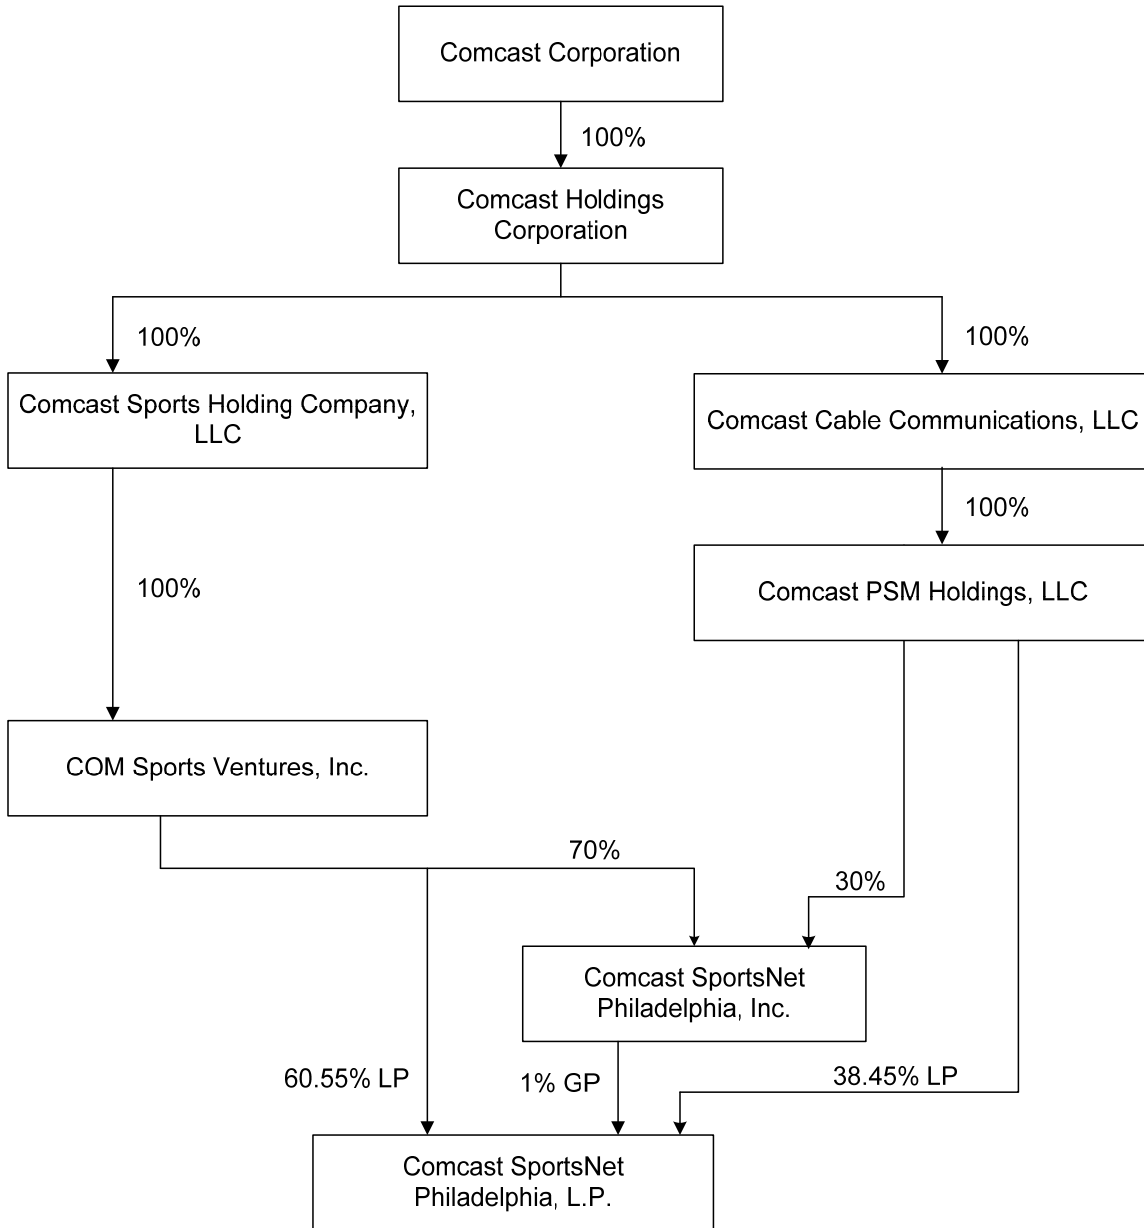 Comcast Corporation
100%
Comcast Holdings
Corporation
100%
100%
Comcast Sports Holding Company,
LLC
Comcast Cable Communications, LLC
100%
100%
Comcast PSM Holdings, LLC
COM Sports Ventures, Inc.
70%
30%
Comcast SportsNet
Philadelphia, Inc.
60.55% LP
1% GP
38.45% LP
Comcast SportsNet
Philadelphia, L.P.